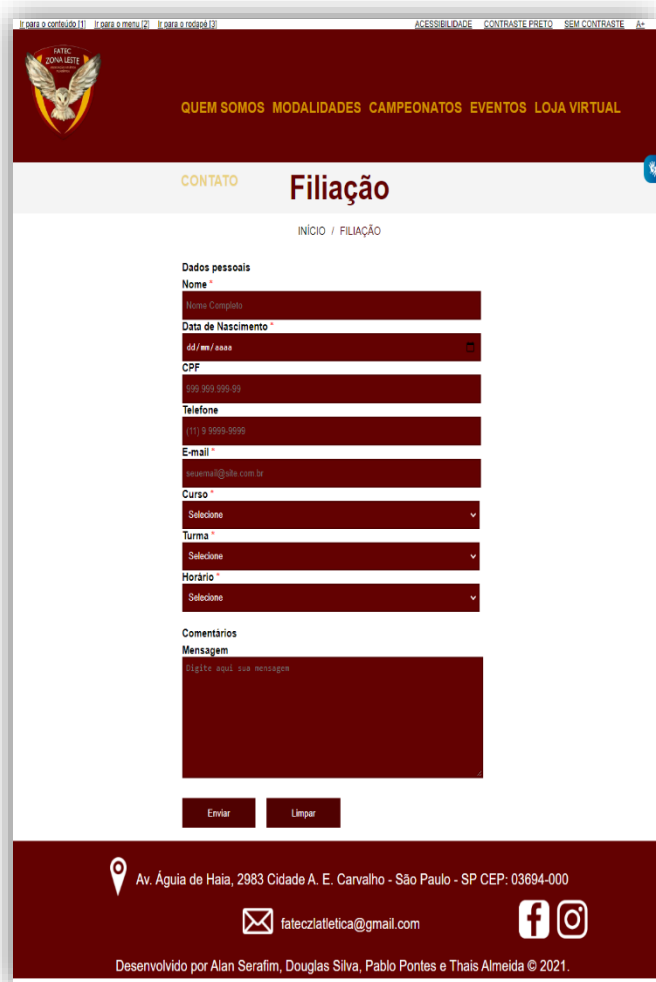 Ir para o conteúdo [1] Ir para o menu [2] Ir para o rodapé [3] ACESSIBILIDADE CONTRASTE PRETO SEM CONTRASTE A+
FATEC
ZONA LESTE
QUEM SOMOS MODALIDADES CAMPEONATOS EVENTOS LOJA VIRTUAL
CONTATO
Filiação
INÍCIO / FILIAÇÃO
Dados pessoais
Nome *
Nome Completo
Data de Nascimento *
dd/mm/aaaa
CPF
999.999.999-99
Telefone
(11) 9 9999-9999
E-mail *
seuemail@site.com.br
Curso *
Selecione
Turma *
Selecione
Horário *
Selecione
Comentários
Mensagem
Digite aqui sua mensagem
Enviar Limpar
Av. Águia de Haia, 2983 Cidade A. E. Carvalho - São Paulo - SP CEP: 03694-000
fateczlatletica@gmail.com
Desenvolvido por Alan Serafim, Douglas Silva, Pablo Pontes e Thais Almeida © 2021.